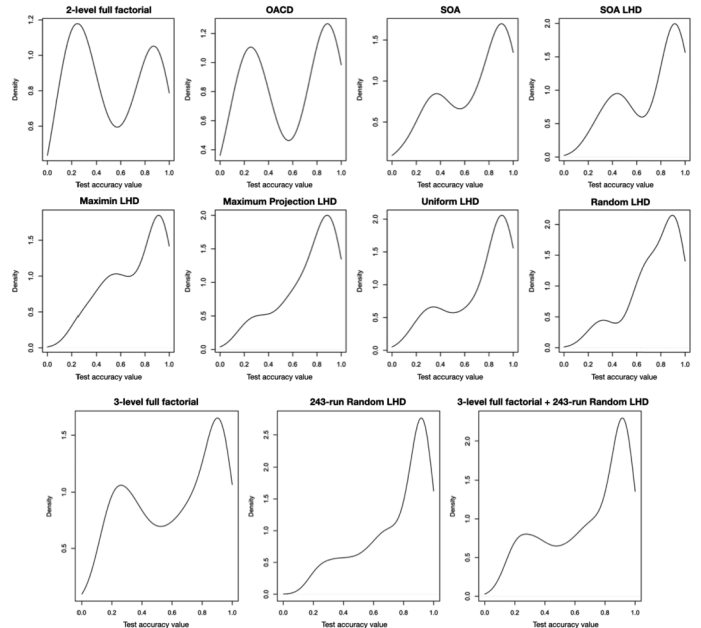 2-level full factorial
Density
0.6 0.8 1.0 1.2
0.0 0.2 0.4 0.6 0.8 1.0
Test accuracy value
OACD
Density
0.4 0.6 0.8 1.0 1.2
0.0 0.2 0.4 0.6 0.8 1.0
Test accuracy value
SOA
Density
0.5 1.0 1.5
0.0 0.2 0.4 0.6 0.8 1.0
Test accuracy value
SOA LHD
Density
0.0 0.5 1.0 1.5 2.0
0.0 0.2 0.4 0.6 0.8 1.0
Test accuracy value
Maximin LHD
Density
0.0 0.5 1.0 1.5
0.0 0.2 0.4 0.6 0.8 1.0
Test accuracy value
Maximum Projection LHD
Density
0.0 0.5 1.0 1.5 2.0
0.0 0.2 0.4 0.6 0.8 1.0
Test accuracy value
Uniform LHD
Density
0.0 0.5 1.0 1.5 2.0
0.0 0.2 0.4 0.6 0.8 1.0
Test accuracy value
Random LHD
Density
0.0 0.5 1.0 1.5 2.0
0.0 0.2 0.4 0.6 0.8 1.0
Test accuracy value
3-level full factorial
Density
0.5 1.0 1.5
0.0 0.2 0.4 0.6 0.8 1.0
Test accuracy value
243-run Random LHD
Density
0.0 0.5 1.0 1.5 2.0 2.5
0.0 0.2 0.4 0.6 0.8 1.0
Test accuracy value
3-level full factorial + 243-run Random LHD
Density
0.0 0.5 1.0 1.5 2.0
0.0 0.2 0.4 0.6 0.8 1.0
Test accuracy value